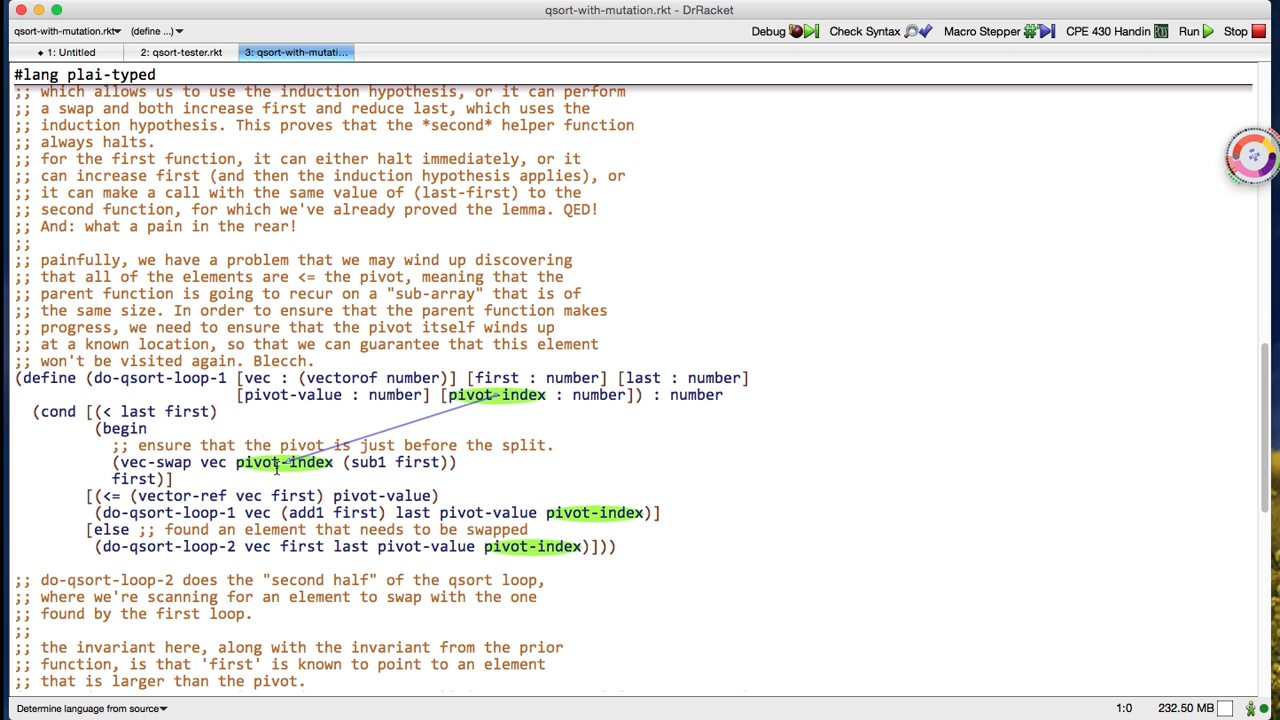 qsort-with-mutation.rkt - DrRacket
qsort-with-mutation.rkt▾ (define ...)▾ Debug Check Syntax Macro Stepper CPE 430 Handin Run Stop
◆ 1: Untitled 2: qsort-tester.rkt 3: qsort-with-mutati...
#lang plai-typed
;; which allows us to use the induction hypothesis, or it can perform
;; a swap and both increase first and reduce last, which uses the
;; induction hypothesis. This proves that the *second* helper function
;; always halts.
;; for the first function, it can either halt immediately, or it
;; can increase first (and then the induction hypothesis applies), or
;; it can make a call with the same value of (last-first) to the
;; second function, for which we've already proved the lemma. QED!
;; And: what a pain in the rear!
;;
;; painfully, we have a problem that we may wind up discovering
;; that all of the elements are <= the pivot, meaning that the
;; parent function is going to recur on a "sub-array" that is of
;; the same size. In order to ensure that the parent function makes
;; progress, we need to ensure that the pivot itself winds up
;; at a known location, so that we can guarantee that this element
;; won't be visited again. Blecch.
(define (do-qsort-loop-1 [vec : (vectorof number)] [first : number] [last : number]
[pivot-value : number] [pivot-index : number]) : number
(cond [(< last first)
(begin
;; ensure that the pivot is just before the split.
(vec-swap vec pivot-index (sub1 first))
first)]
[(<= (vector-ref vec first) pivot-value)
(do-qsort-loop-1 vec (add1 first) last pivot-value pivot-index)]
[else ;; found an element that needs to be swapped
(do-qsort-loop-2 vec first last pivot-value pivot-index)]))
;; do-qsort-loop-2 does the "second half" of the qsort loop,
;; where we're scanning for an element to swap with the one
;; found by the first loop.
;;
;; the invariant here, along with the invariant from the prior
;; function, is that 'first' is known to point to an element
;; that is larger than the pivot.
Determine language from source▾ 1:0 232.50 MB